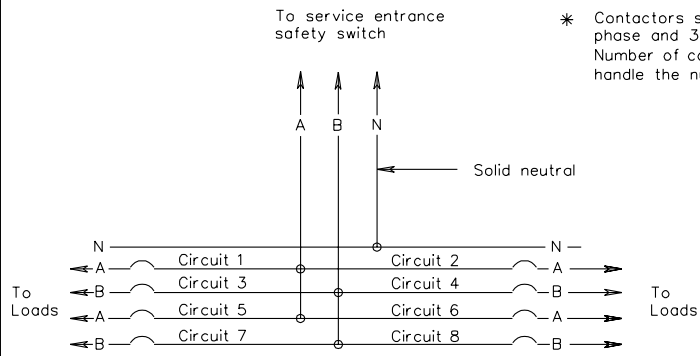 To service entrance
safety switch
* Contactors s
phase and 3
Number of co
handle the nu
A B N
Solid neutral
N N
A Circuit 1 Circuit 2 A
B Circuit 3 Circuit 4 B
To
Loads
To
Loads
A Circuit 5 Circuit 6 A
B Circuit 7 Circuit 8 B